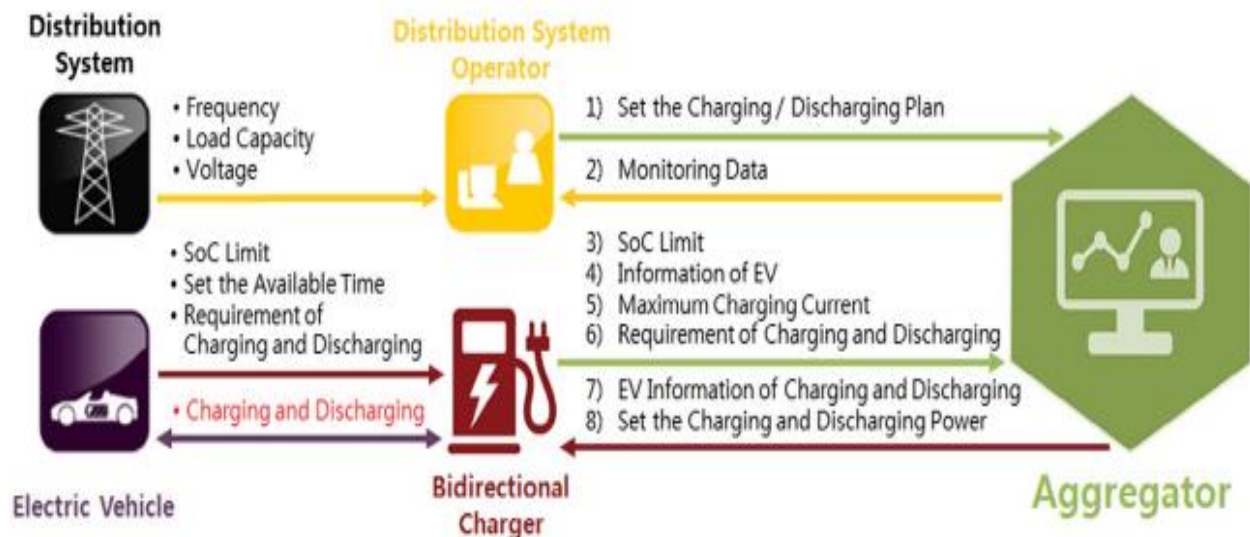 Distribution
System
Distribution System
Operator
• Frequency
• Load Capacity
• Voltage
1) Set the Charging / Discharging Plan
2) Monitoring Data
• SoC Limit
• Set the Available Time
• Requirement of
Charging and Discharging
• Charging and Discharging
3) SoC Limit
4) Information of EV
5) Maximum Charging Current
6) Requirement of Charging and Discharging
7) EV Information of Charging and Discharging
8) Set the Charging and Discharging Power
Electric Vehicle
Bidirectional
Charger
Aggregator